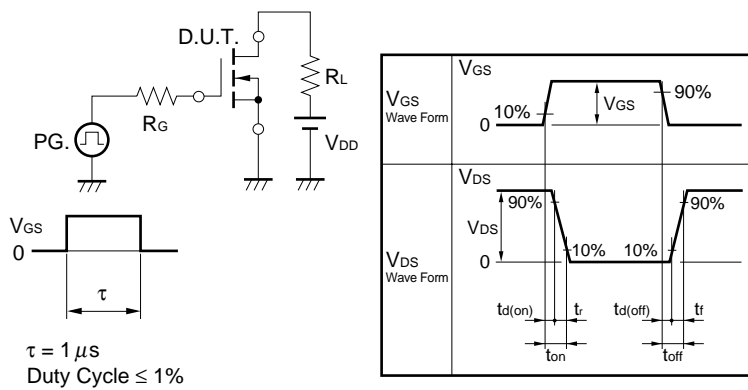 D.U.T.
RL
RG
PG.
VDD
VGS
0
τ
τ = 1 μs
Duty Cycle ≤ 1%
VGS
Wave Form
VGS
10%
0
VGS
90%
VDS
Wave Form
VDS
90%
VDS
0
10%
10%
90%
td(on)
tr
td(off)
tf
ton
toff